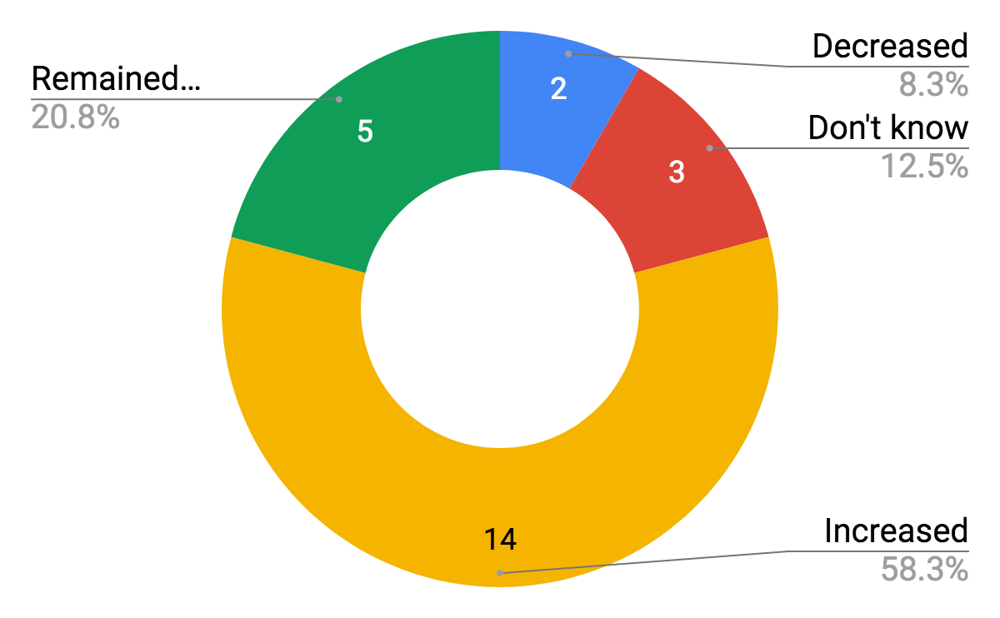 Decreased
8.3%
Don't know
12.5%
Increased
58.3%
Remained...
20.8%
2
3
14
5